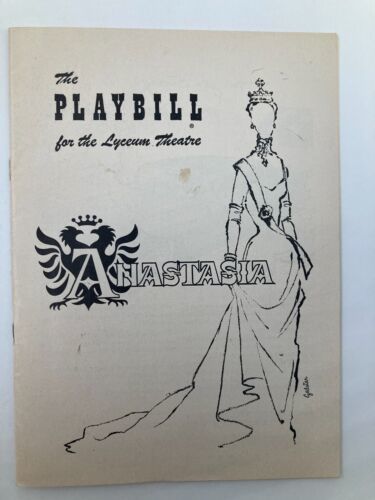 The
PLAYBILL®
for the Lyceum Theatre
ANASTASIA